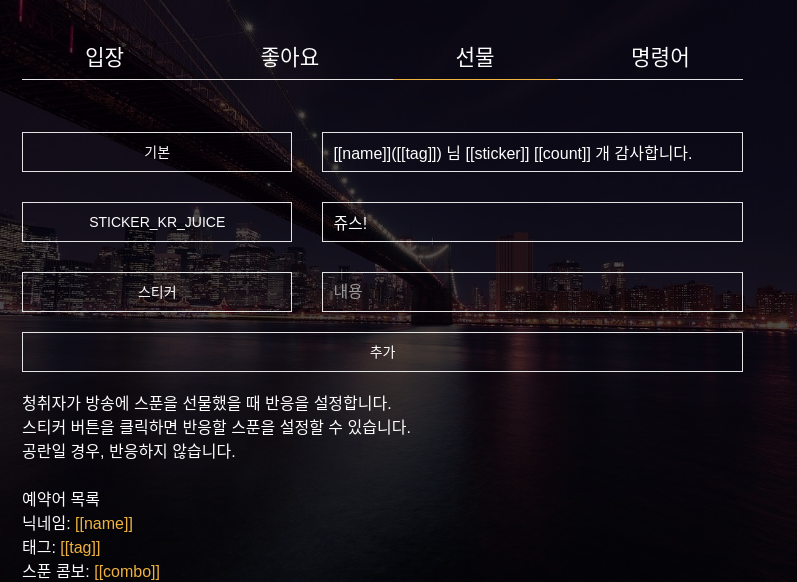 입장 좋아요 선물 명령어
기본 [[name]]([[tag]]) 님 [[sticker]] [[count]] 개 감사합니다.
STICKER_KR_JUICE 쥬스!
스티커 내용
추가
청취자가 방송에 스푼을 선물했을 때 반응을 설정합니다.
스티커 버튼을 클릭하면 반응할 스푼을 설정할 수 있습니다.
공란일 경우, 반응하지 않습니다.
예약어 목록
닉네임: [[name]]
태그: [[tag]]
스푼 콤보: [[combo]]